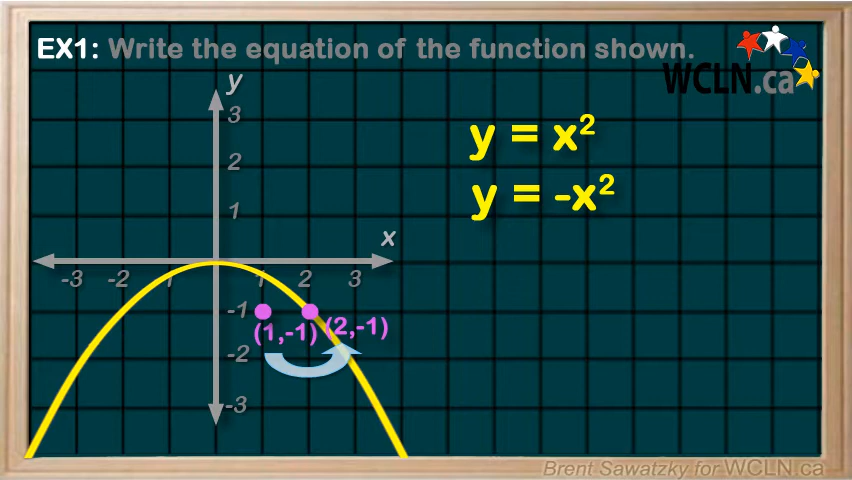 EX1: Write the equation of the function shown.
WCLN.ca
y
3
y = x²
2
y = -x²
1
x
-3 -2 1 2 3
-1
(1,-1) (2,-1)
-2
-3
Brent Sawatzky for WCLN.ca